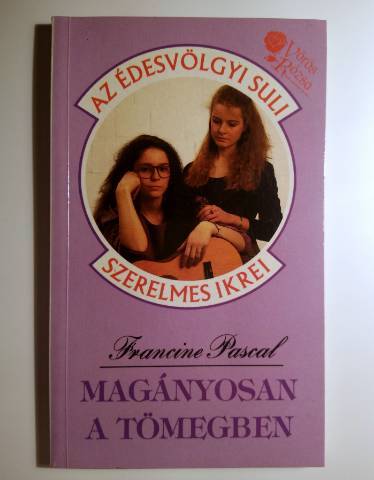 AZ ÉDESVÖLGYI SULI
Vörös
Rózsa
SZERELMES IKREI
Francine Pascal
MAGÁNYOSAN
A TÖMEGBEN